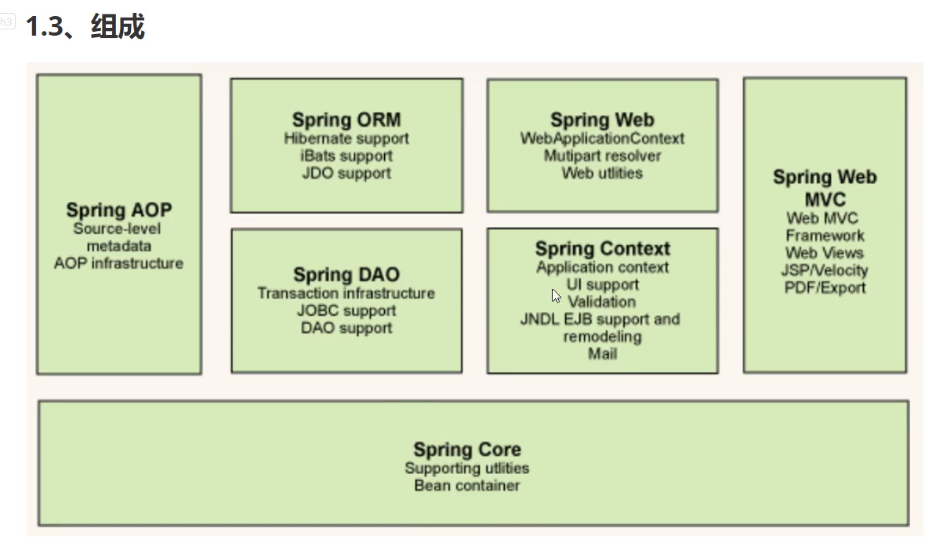 h3
1.3、组成
Spring AOP
Source-level
metadata
AOP infrastructure
Spring ORM
Hibernate support
iBats support
JDO support
Spring Web
WebApplicationContext
Mutipart resolver
Web utlities
Spring Web
MVC
Web MVC
Framework
Web Views
JSP/Velocity
PDF/Export
Spring DAO
Transaction infrastructure
JOBC support
DAO support
Spring Context
Application context
UI support
Validation
JNDL EJB support and
remodeling
Mail
Spring Core
Supporting utlities
Bean container